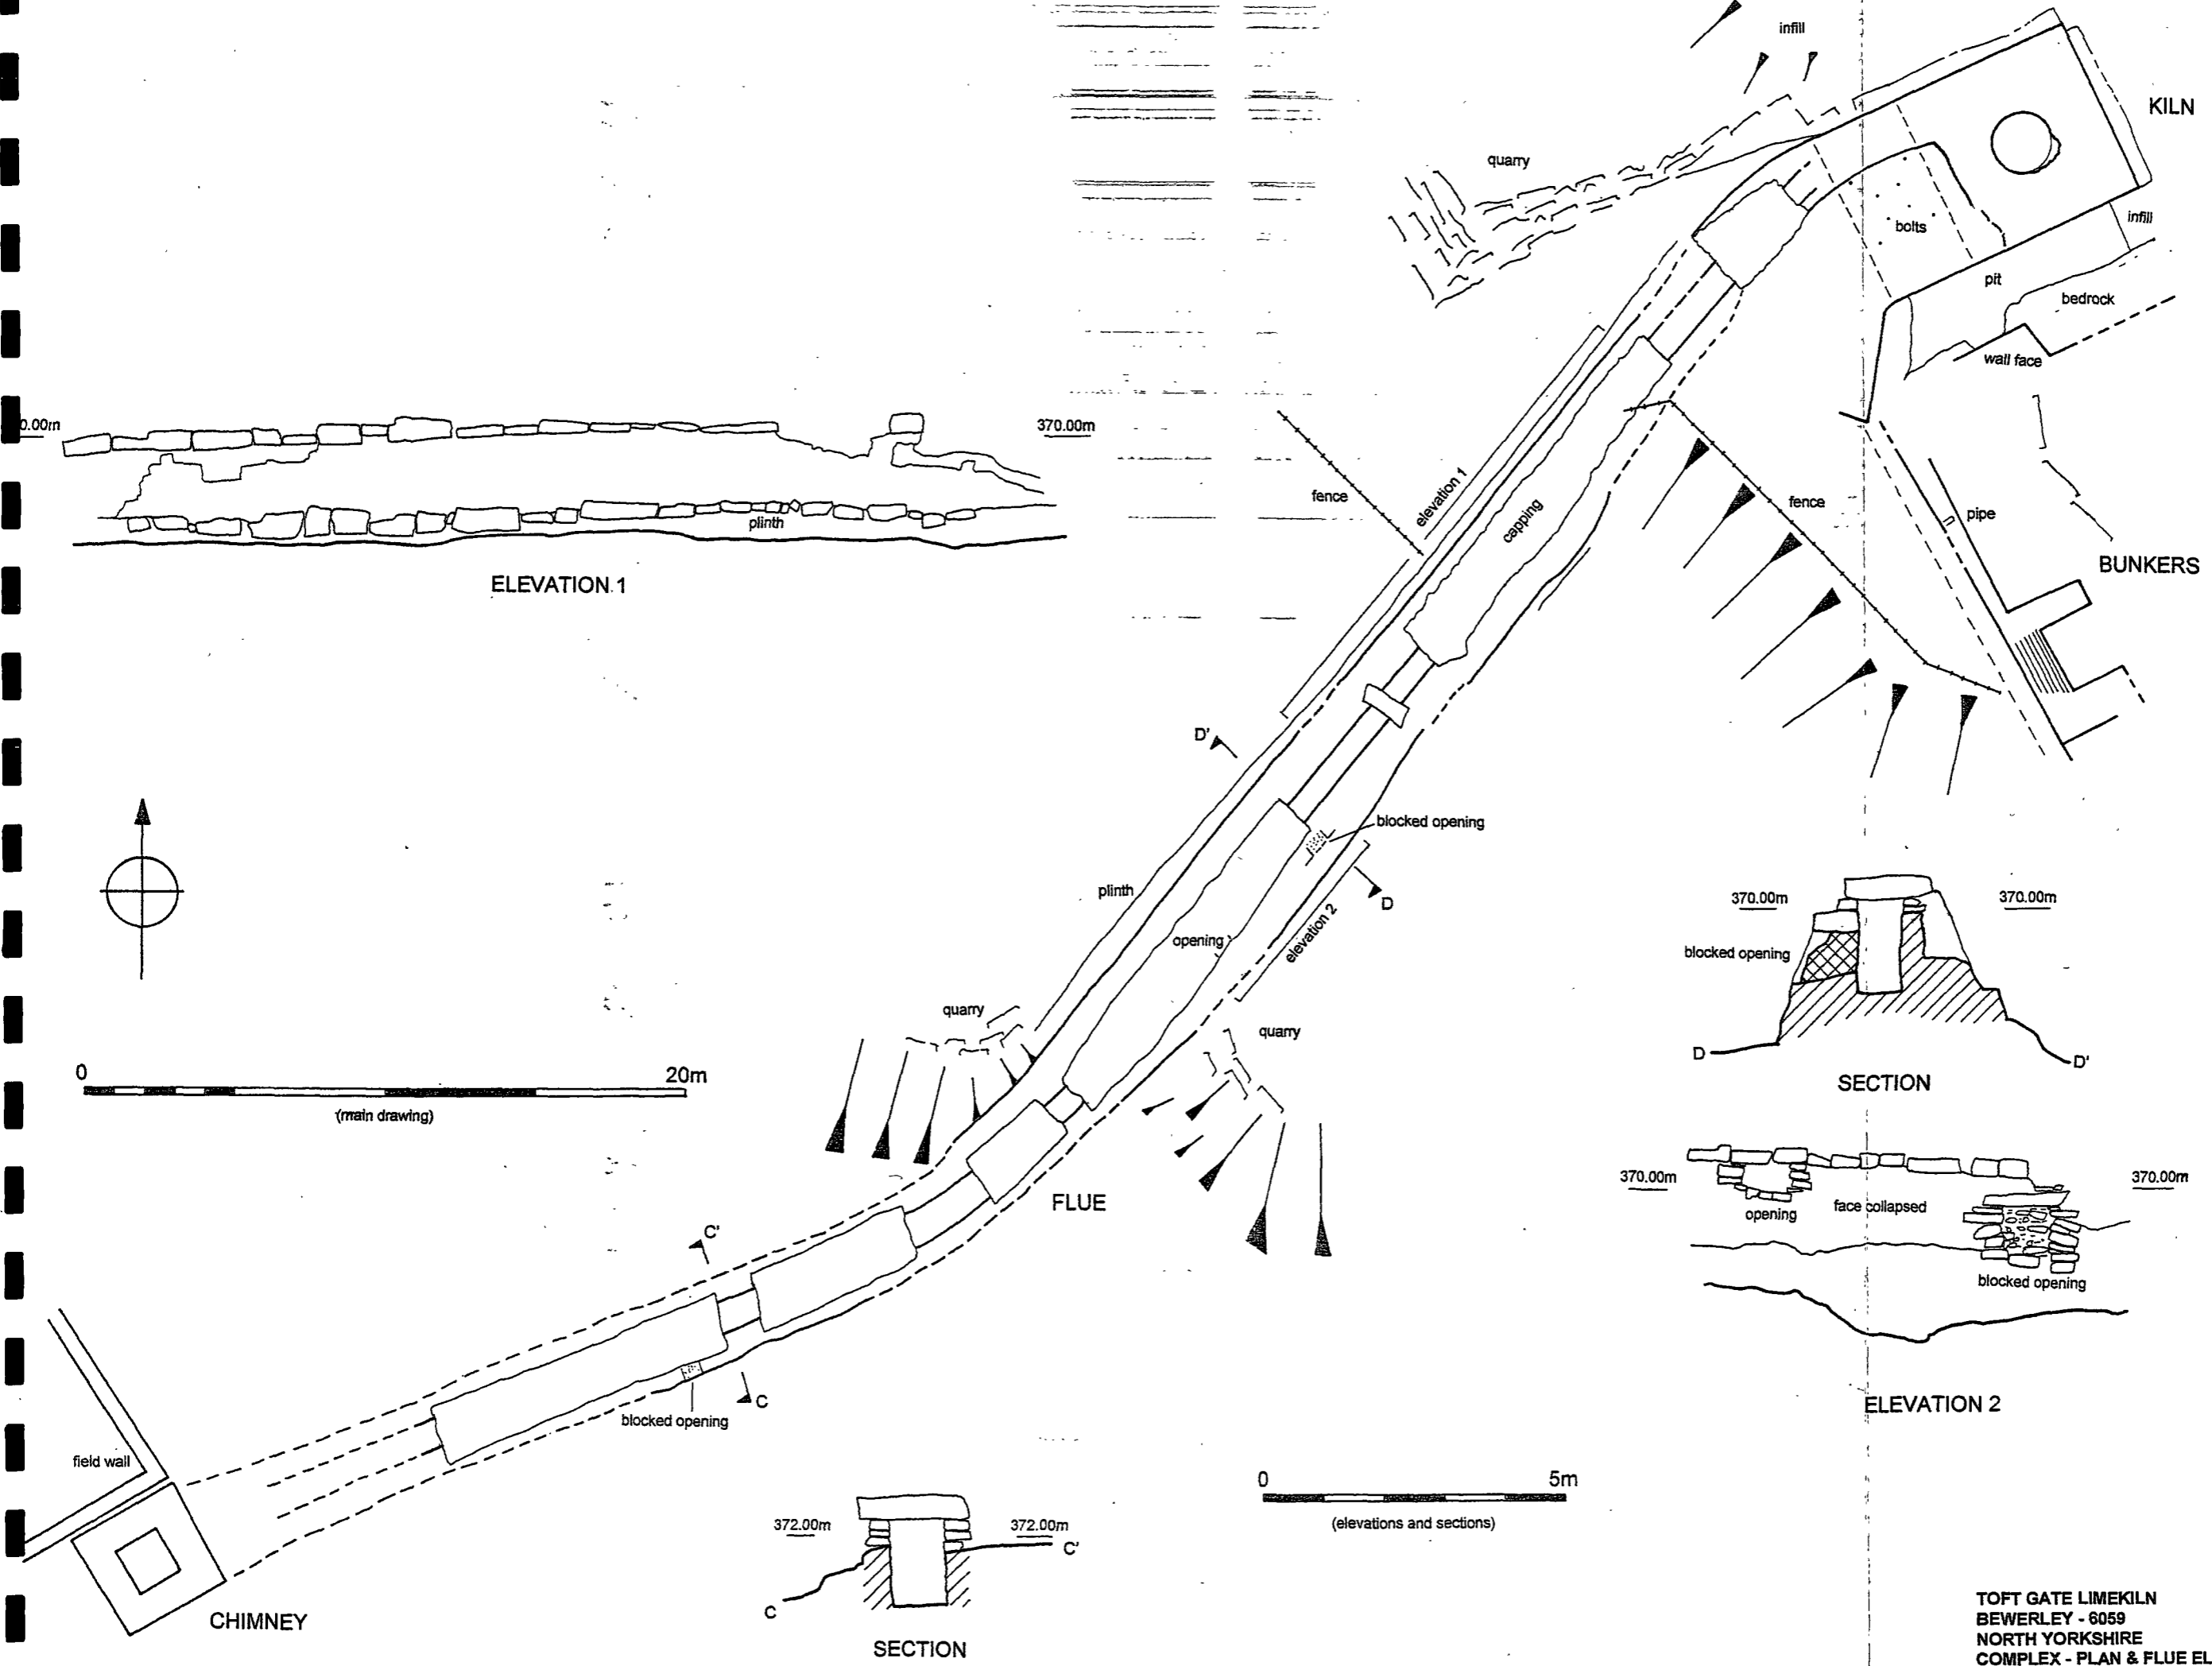 infill
KILN
quarry
bolts
infill
pit
bedrock
wall face
0.00m
370.00m
elevation 1
capping
fence
fence
pipe
plinth
BUNKERS
ELEVATION 1
D'
blocked opening
plinth
D
370.00m
370.00m
opening
elevation 2
blocked opening
quarry
quarry
D
D'
0
20m
SECTION
(main drawing)
370.00m
370.00m
FLUE
opening
face collapsed
C'
blocked opening
C
ELEVATION 2
blocked opening
field wall
0
5m
372.00m
372.00m
(elevations and sections)
C'
C
CHIMNEY
SECTION
TOFT GATE LIMEKILN
BEWERLEY - 6059
NORTH YORKSHIRE
COMPLEX - PLAN & FLUE EL